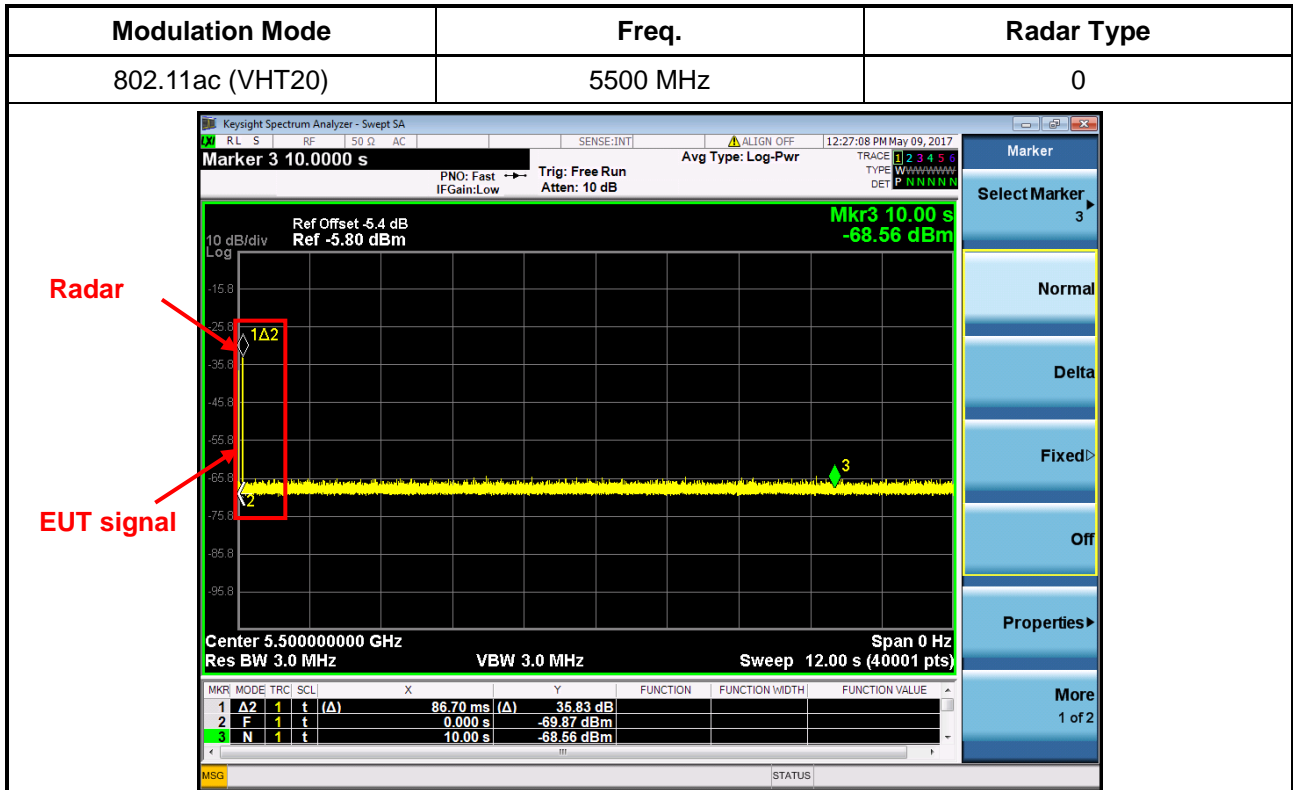 Modulation Mode Freq. Radar Type
802.11ac (VHT20) 5500 MHz 0
Keysight Spectrum Analyzer - Swept SA
LXI RL S RF 50 Ω AC SENSE:INT ALIGN OFF 12:27:08 PM May 09, 2017
Marker 3 10.0000 s
PNO: Fast
IFGain:Low
Trig: Free Run
Atten: 10 dB
Avg Type: Log-Pwr
TRACE 1 2 3 4 5 6
TYPE WWWWWW
DET P N N N N N
Marker
Select Marker
3
Normal
Delta
Fixed
Off
Properties
More
1 of 2
Mkr3 10.00 s
-68.56 dBm
Ref Offset -5.4 dB
10 dB/div Ref -5.80 dBm
Log
-15.8
-25.8
-35.8
-45.8
-55.8
-65.8
-75.8
-85.8
-95.8
Radar
EUT signal
1Δ2
2
3
Center 5.500000000 GHz Span 0 Hz
Res BW 3.0 MHz VBW 3.0 MHz Sweep 12.00 s (40001 pts)
MKR MODE TRC SCL X Y FUNCTION FUNCTION WIDTH FUNCTION VALUE
1 Δ2 1 t (Δ) 86.70 ms (Δ) 35.83 dB
2 F 1 t 0.000 s -69.87 dBm
3 N 1 t 10.00 s -68.56 dBm
MSG STATUS